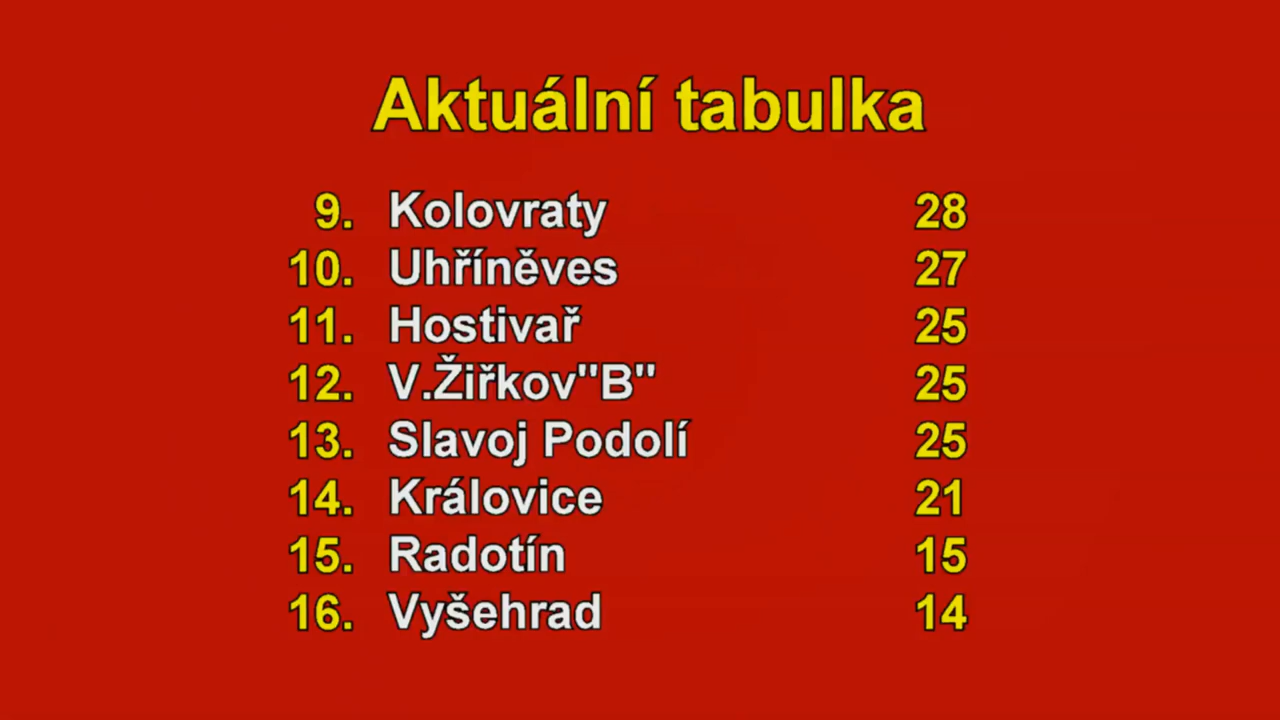 Aktuální tabulka
9. Kolovraty 28
10. Uhříněves 27
11. Hostivař 25
12. V.Žiřkov"B" 25
13. Slavoj Podolí 25
14. Královice 21
15. Radotín 15
16. Vyšehrad 14